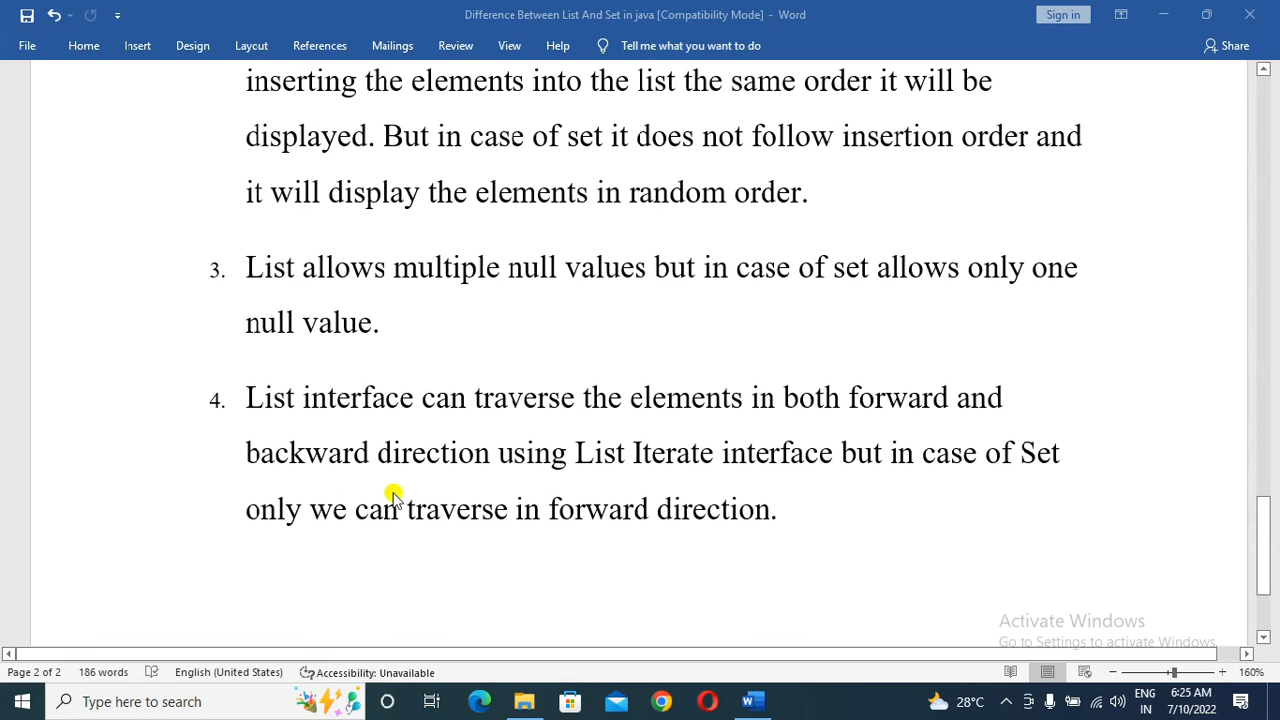 Difference Between List And Set in java [Compatibility Mode] - Word
Sign in
File Home Insert Design Layout References Mailings Review View Help Tell me what you want to do Share
inserting the elements into the list the same order it will be
displayed. But in case of set it does not follow insertion order and
it will display the elements in random order.
3. List allows multiple null values but in case of set allows only one
null value.
4. List interface can traverse the elements in both forward and
backward direction using List Iterate interface but in case of Set
only we can traverse in forward direction.
Activate Windows
Go to Settings to activate Windows.
Page 2 of 2 186 words English (United States) Accessibility: Unavailable 160%
Type here to search 28°C ENG 6:25 AM
IN 7/10/2022